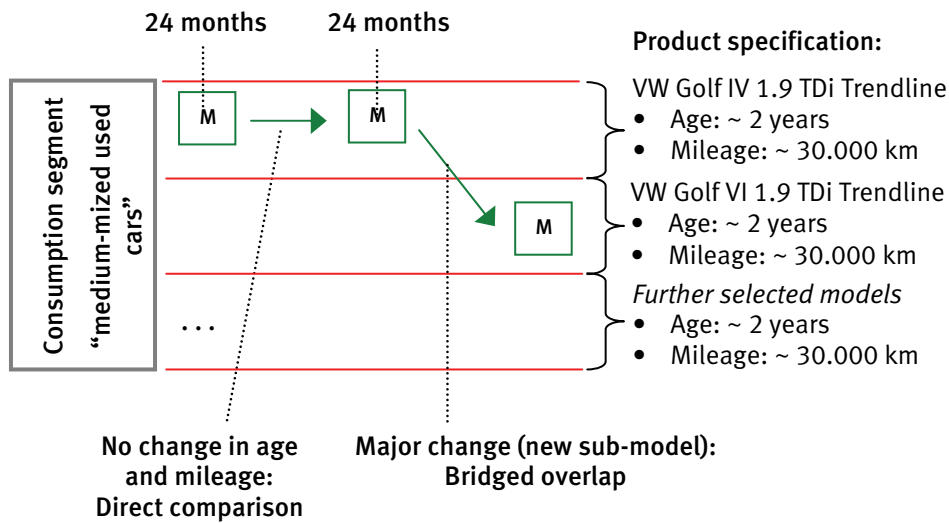 24 months
24 months
Product specification:
Consumption segment
“medium-mized used
cars”
M
M
M
...
VW Golf IV 1.9 TDi Trendline
• Age: ~ 2 years
• Mileage: ~ 30.000 km
VW Golf VI 1.9 TDi Trendline
• Age: ~ 2 years
• Mileage: ~ 30.000 km
Further selected models
• Age: ~ 2 years
• Mileage: ~ 30.000 km
No change in age
and mileage:
Direct comparison
Major change (new sub-model):
Bridged overlap